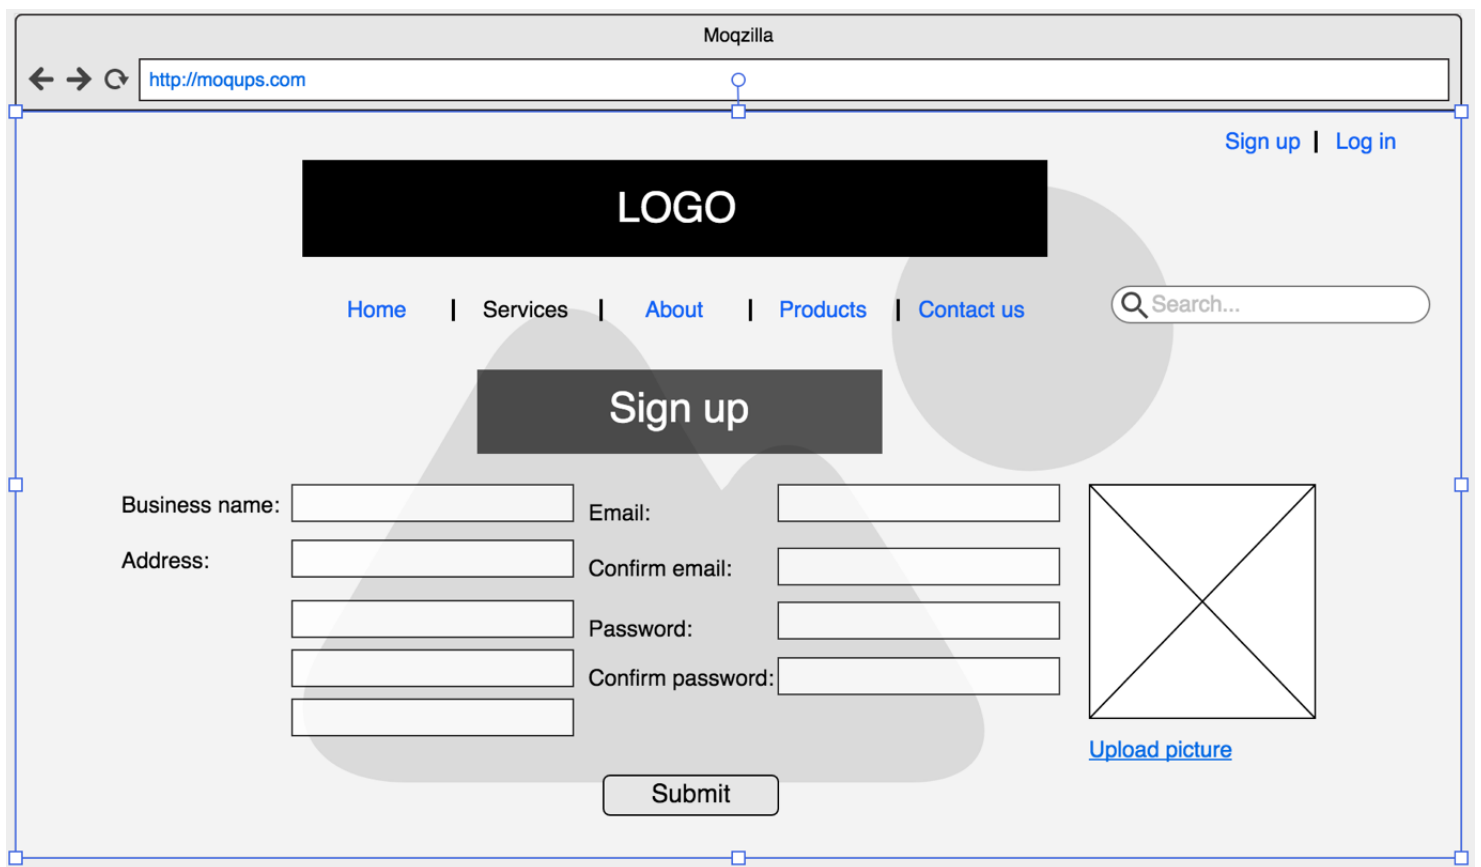 Moqzilla
http://moqups.com
Sign up | Log in
LOGO
Home | Services | About | Products | Contact us
Search...
Sign up
Business name:
Email:
Address:
Confirm email:
Password:
Confirm password:
Upload picture
Submit